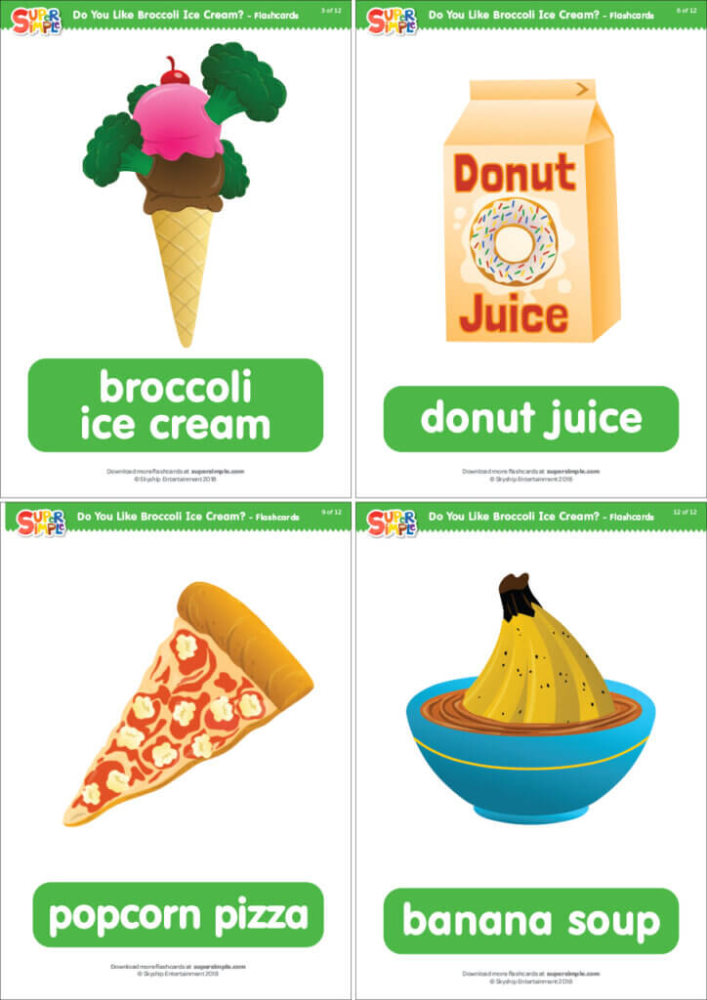 SUPER
SIMPLE
Do You Like Broccoli Ice Cream? - Flashcards
3 of 12
broccoli
ice cream
Download more flashcards at supersimple.com
© Skyship Entertainment 2018
SUPER
SIMPLE
Do You Like Broccoli Ice Cream? - Flashcards
6 of 12
Donut
Juice
donut juice
Download more flashcards at supersimple.com
© Skyship Entertainment 2018
SUPER
SIMPLE
Do You Like Broccoli Ice Cream? - Flashcards
9 of 12
popcorn pizza
Download more flashcards at supersimple.com
© Skyship Entertainment 2018
SUPER
SIMPLE
Do You Like Broccoli Ice Cream? - Flashcards
12 of 12
banana soup
Download more flashcards at supersimple.com
© Skyship Entertainment 2018